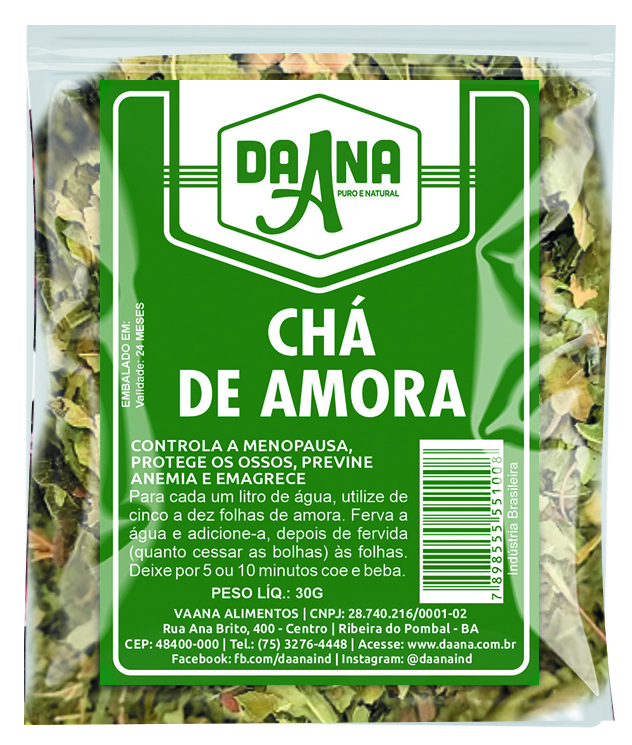 DAANA
PURO E NATURAL
CHÁ
DE AMORA
EMBALADO EM:
Validade: 24 MESES
CONTROLA A MENOPAUSA,
PROTEGE OS OSSOS, PREVINE
ANEMIA E EMAGRECE
Para cada um litro de água, utilize de
cinco a dez folhas de amora. Ferva a
água e adicione-a, depois de fervida
(quanto cessar as bolhas) às folhas.
Deixe por 5 ou 10 minutos coe e beba.
PESO LÍQ.: 30G
7898555551008
Indústria Brasileira
VAANA ALIMENTOS | CNPJ: 28.740.216/0001-02
Rua Ana Brito, 400 - Centro | Ribeira do Pombal - BA
CEP: 48400-000 | Tel.: (75) 3276-4448 | Acesse: www.daana.com.br
Facebook: fb.com/daanaind | Instagram: @daanaind